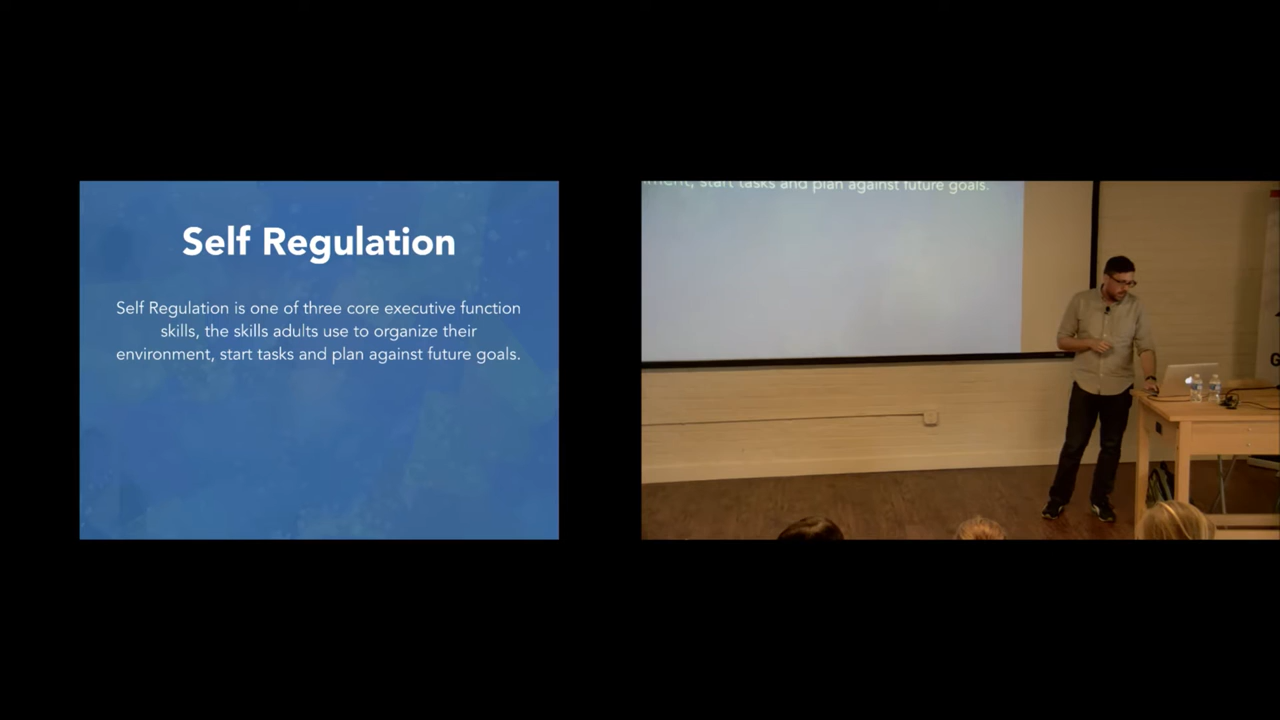 Self Regulation
Self Regulation is one of three core executive function
skills, the skills adults use to organize their
environment, start tasks and plan against future goals.
start tasks and plan against future goals.
G